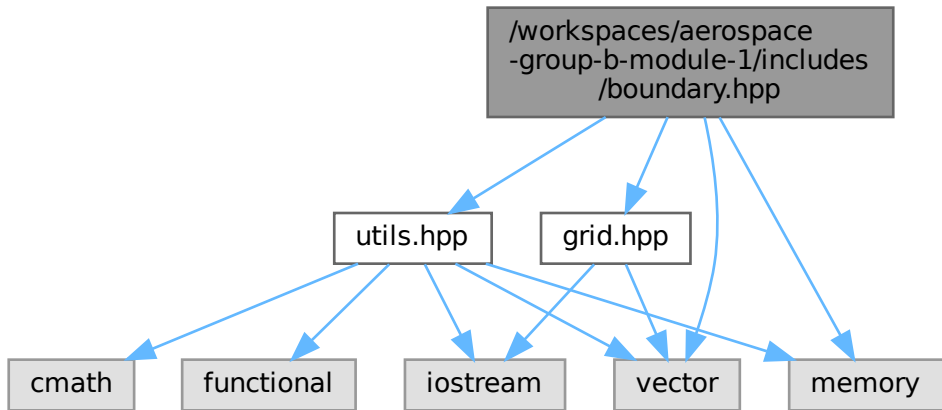 /workspaces/aerospace
-group-b-module-1/includes
/boundary.hpp
utils.hpp
grid.hpp
cmath
functional
iostream
vector
memory